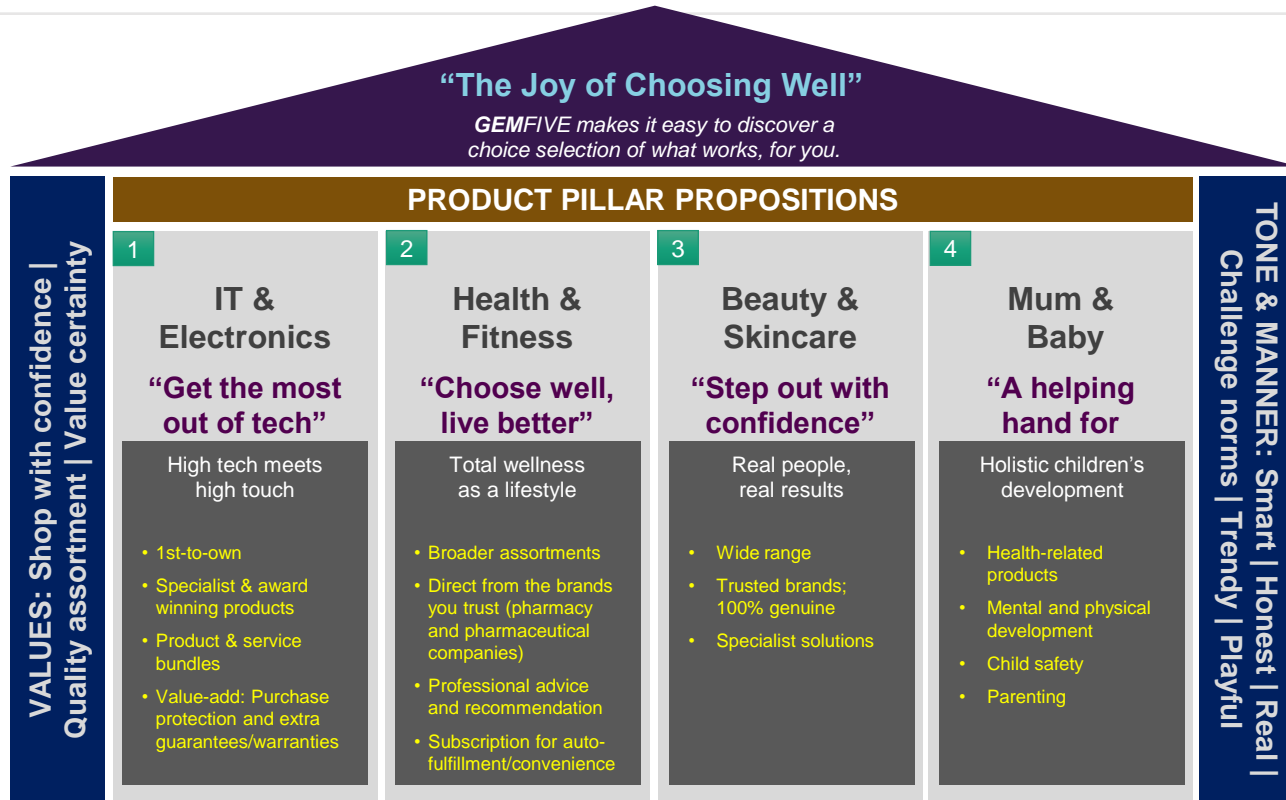 “The Joy of Choosing Well”
GEMFIVE makes it easy to discover a
choice selection of what works, for you.
VALUES: Shop with confidence |
Quality assortment | Value certainty
PRODUCT PILLAR PROPOSITIONS
1
IT &
Electronics
“Get the most
out of tech”
High tech meets
high touch
• 1st-to-own
• Specialist & award
winning products
• Product & service
bundles
• Value-add: Purchase
protection and extra
guarantees/warranties
2
Health &
Fitness
“Choose well,
live better”
Total wellness
as a lifestyle
• Broader assortments
• Direct from the brands
you trust (pharmacy
and pharmaceutical
companies)
• Professional advice
and recommendation
• Subscription for auto-
fulfillment/convenience
3
Beauty &
Skincare
“Step out with
confidence”
Real people,
real results
• Wide range
• Trusted brands;
100% genuine
• Specialist solutions
4
Mum &
Baby
“A helping
hand for
Holistic children’s
development
• Health-related
products
• Mental and physical
development
• Child safety
• Parenting
TONE & MANNER: Smart | Honest | Real |
Challenge norms | Trendy | Playful